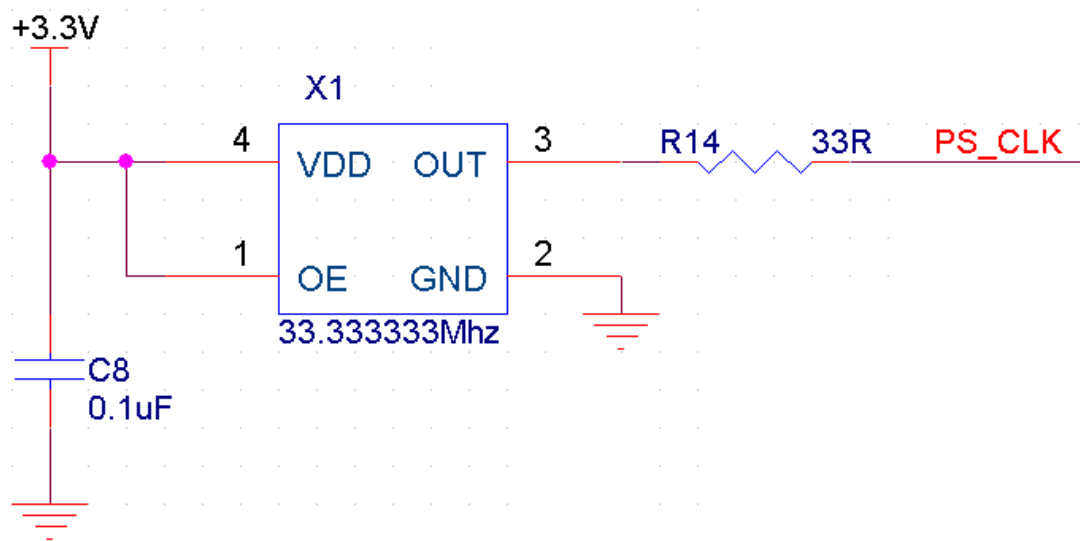 +3.3V
X1
4 VDD OUT 3 R14 33R PS_CLK
1 OE GND 2
33.333333Mhz
C8
0.1uF